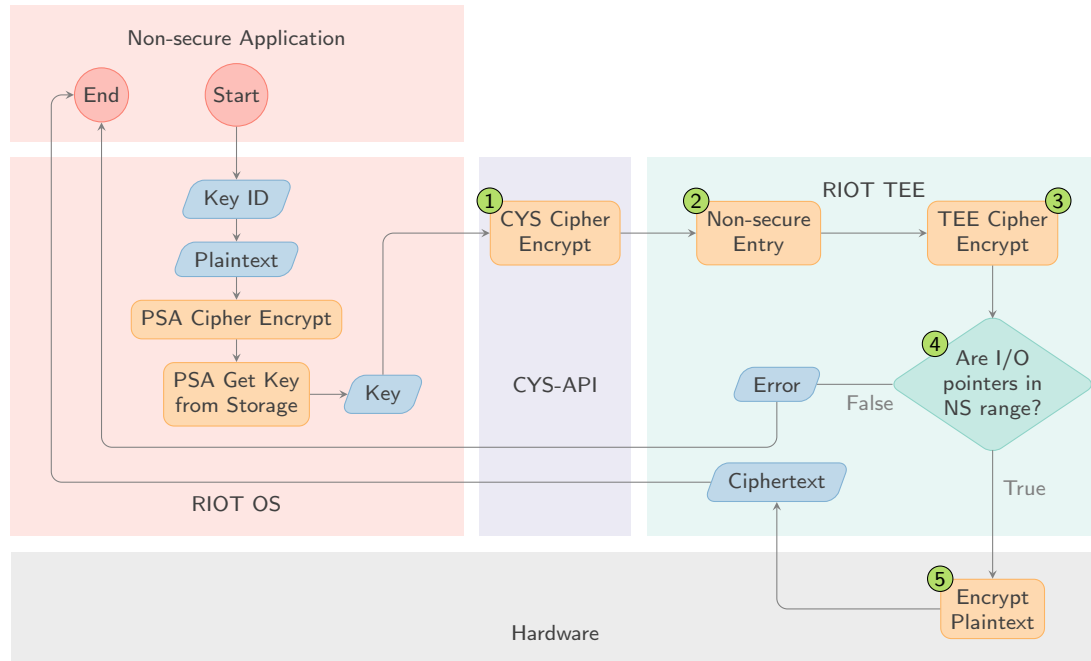 Non-secure Application
End
Start
Key ID
Plaintext
PSA Cipher Encrypt
PSA Get Key
from Storage
Key
RIOT OS
1
CYS Cipher
Encrypt
CYS-API
RIOT TEE
2
Non-secure
Entry
3
TEE Cipher
Encrypt
4
Are I/O
pointers in
NS range?
False
Error
True
Ciphertext
5
Encrypt
Plaintext
Hardware